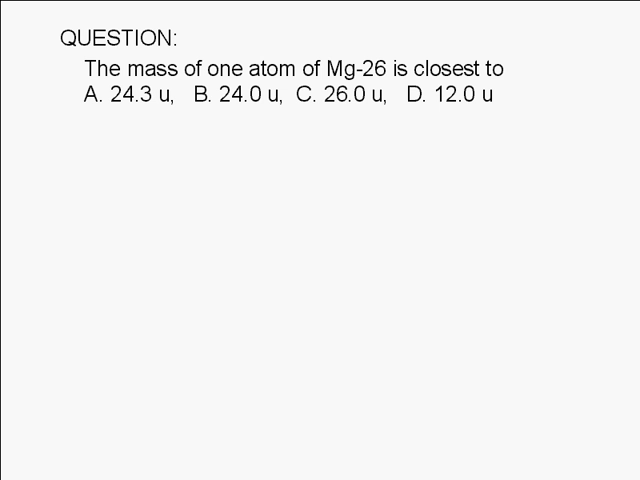 QUESTION:
The mass of one atom of Mg-26 is closest to
A. 24.3 u, B. 24.0 u, C. 26.0 u, D. 12.0 u